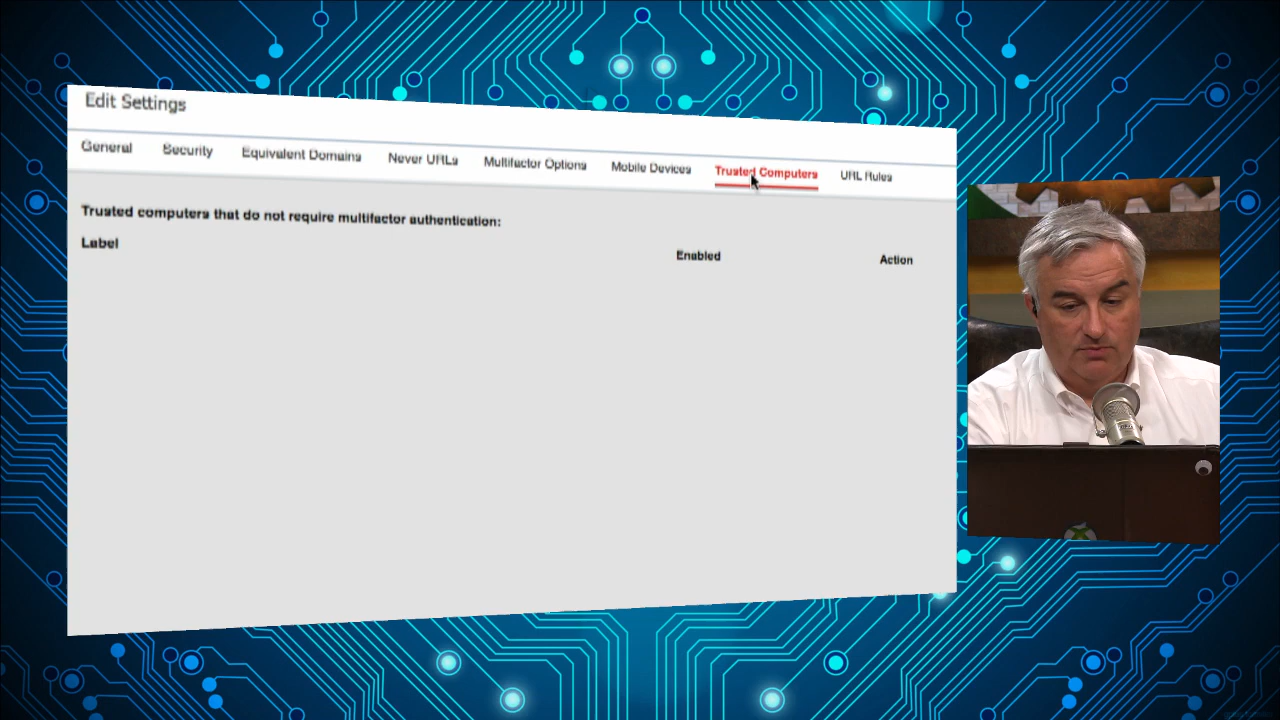 Edit Settings
General Security Equivalent Domains Never URLs Multifactor Options Mobile Devices Trusted Computers URL Rules
Trusted computers that do not require multifactor authentication:
Label Enabled Action